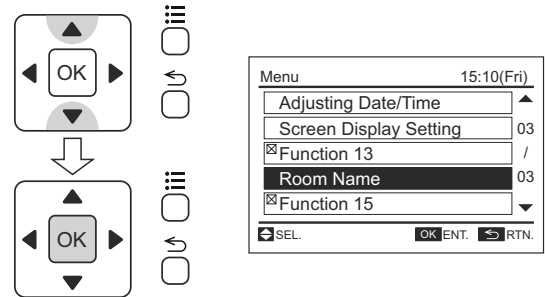 OK
OK
Menu 15:10(Fri)
Adjusting Date/Time
Screen Display Setting 03
Function 13 /
Room Name 03
Function 15
SEL. OK ENT. RTN.